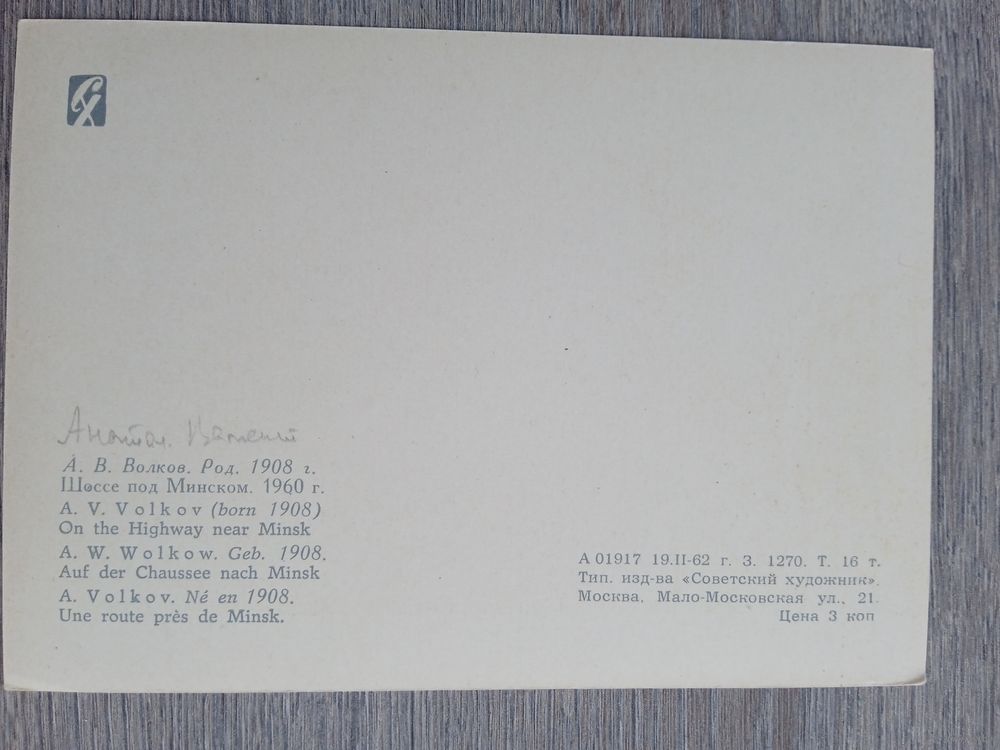 А. В. Волков. Род. 1908 г.
Шоссе под Минском. 1960 г.
A. V. Volkov (born 1908)
On the Highway near Minsk
A. W. Wolkow. Geb. 1908.
Auf der Chaussee nach Minsk
A. Volkov. Né en 1908.
Une route près de Minsk.
А 01917 19.II-62 г. З. 1270. Т. 16 т.
Тип. изд-ва «Советский художник».
Москва, Мало-Московская ул., 21.
Цена 3 коп